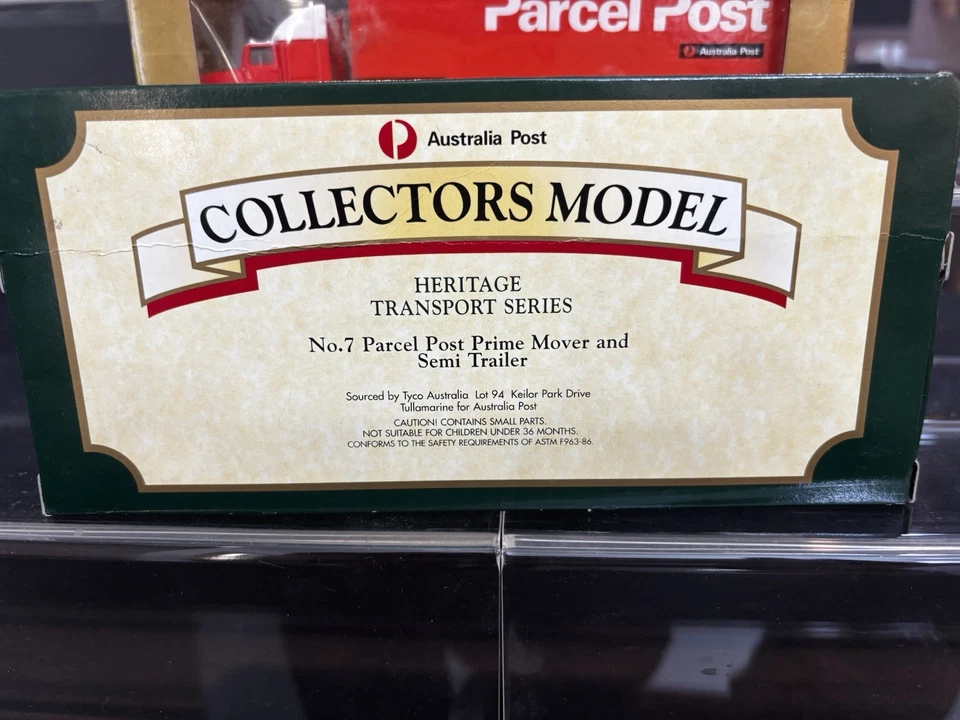 Parcel Post
Australia Post
Australia Post
COLLECTORS MODEL
HERITAGE
TRANSPORT SERIES
No.7 Parcel Post Prime Mover and
Semi Trailer
Sourced by Tyco Australia Lot 94 Keilor Park Drive
Tullamarine for Australia Post
CAUTION! CONTAINS SMALL PARTS.
NOT SUITABLE FOR CHILDREN UNDER 36 MONTHS.
CONFORMS TO THE SAFETY REQUIREMENTS OF ASTM F963-86.